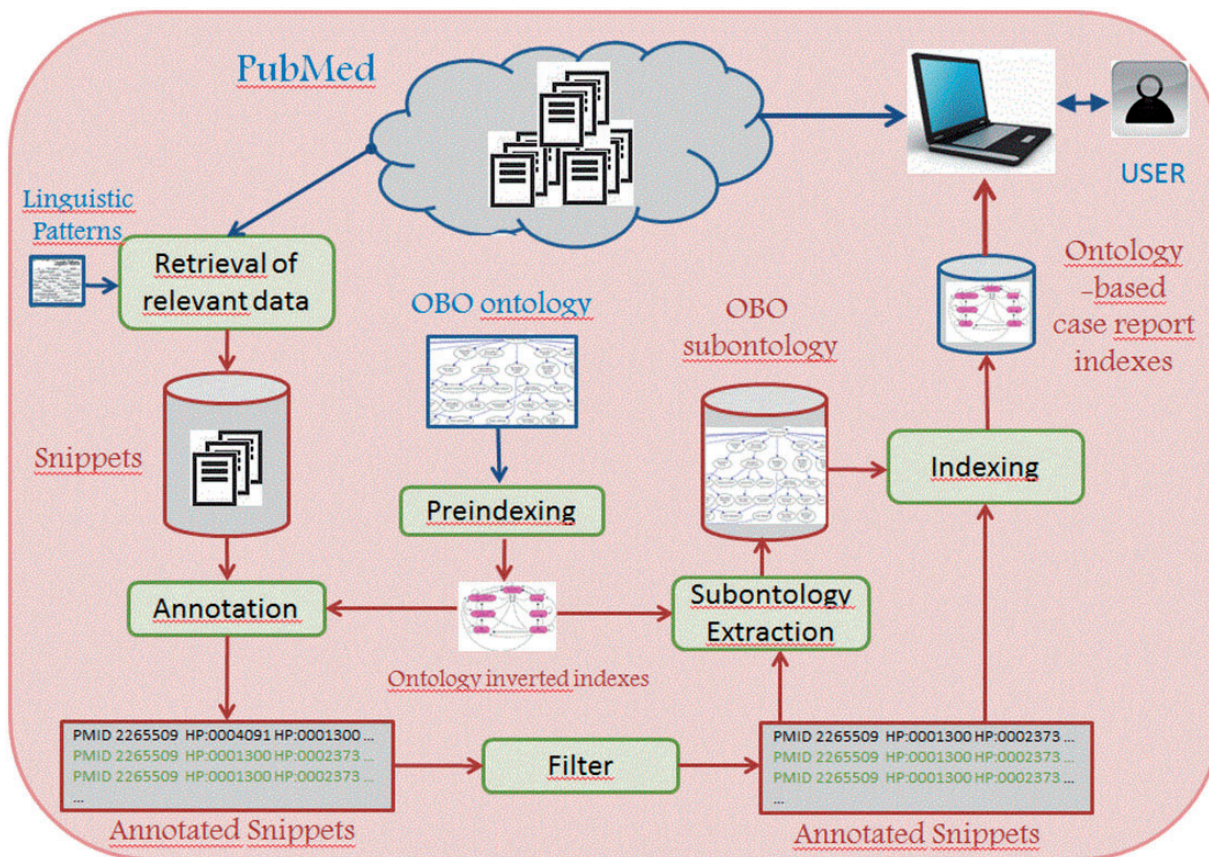 PubMed
USER
Linguistic
Patterns
Retrieval of
relevant data
OBO ontology
OBO
subontology
Ontology
-based
case report
indexes
Snippets
Preindexing
Indexing
Annotation
Subontology
Extraction
Ontology inverted indexes
PMID 2265509 HP:0004091 HP:0001300 ...
PMID 2265509 HP:0001300 HP:0002373 ...
PMID 2265509 HP:0001300 HP:0002373 ...
...
Annotated Snippets
Filter
PMID 2265509 HP:0001300 HP:0002373 ...
PMID 2265509 HP:0001300 HP:0002373 ...
PMID 2265509 HP:0001300 HP:0002373 ...
...
Annotated Snippets